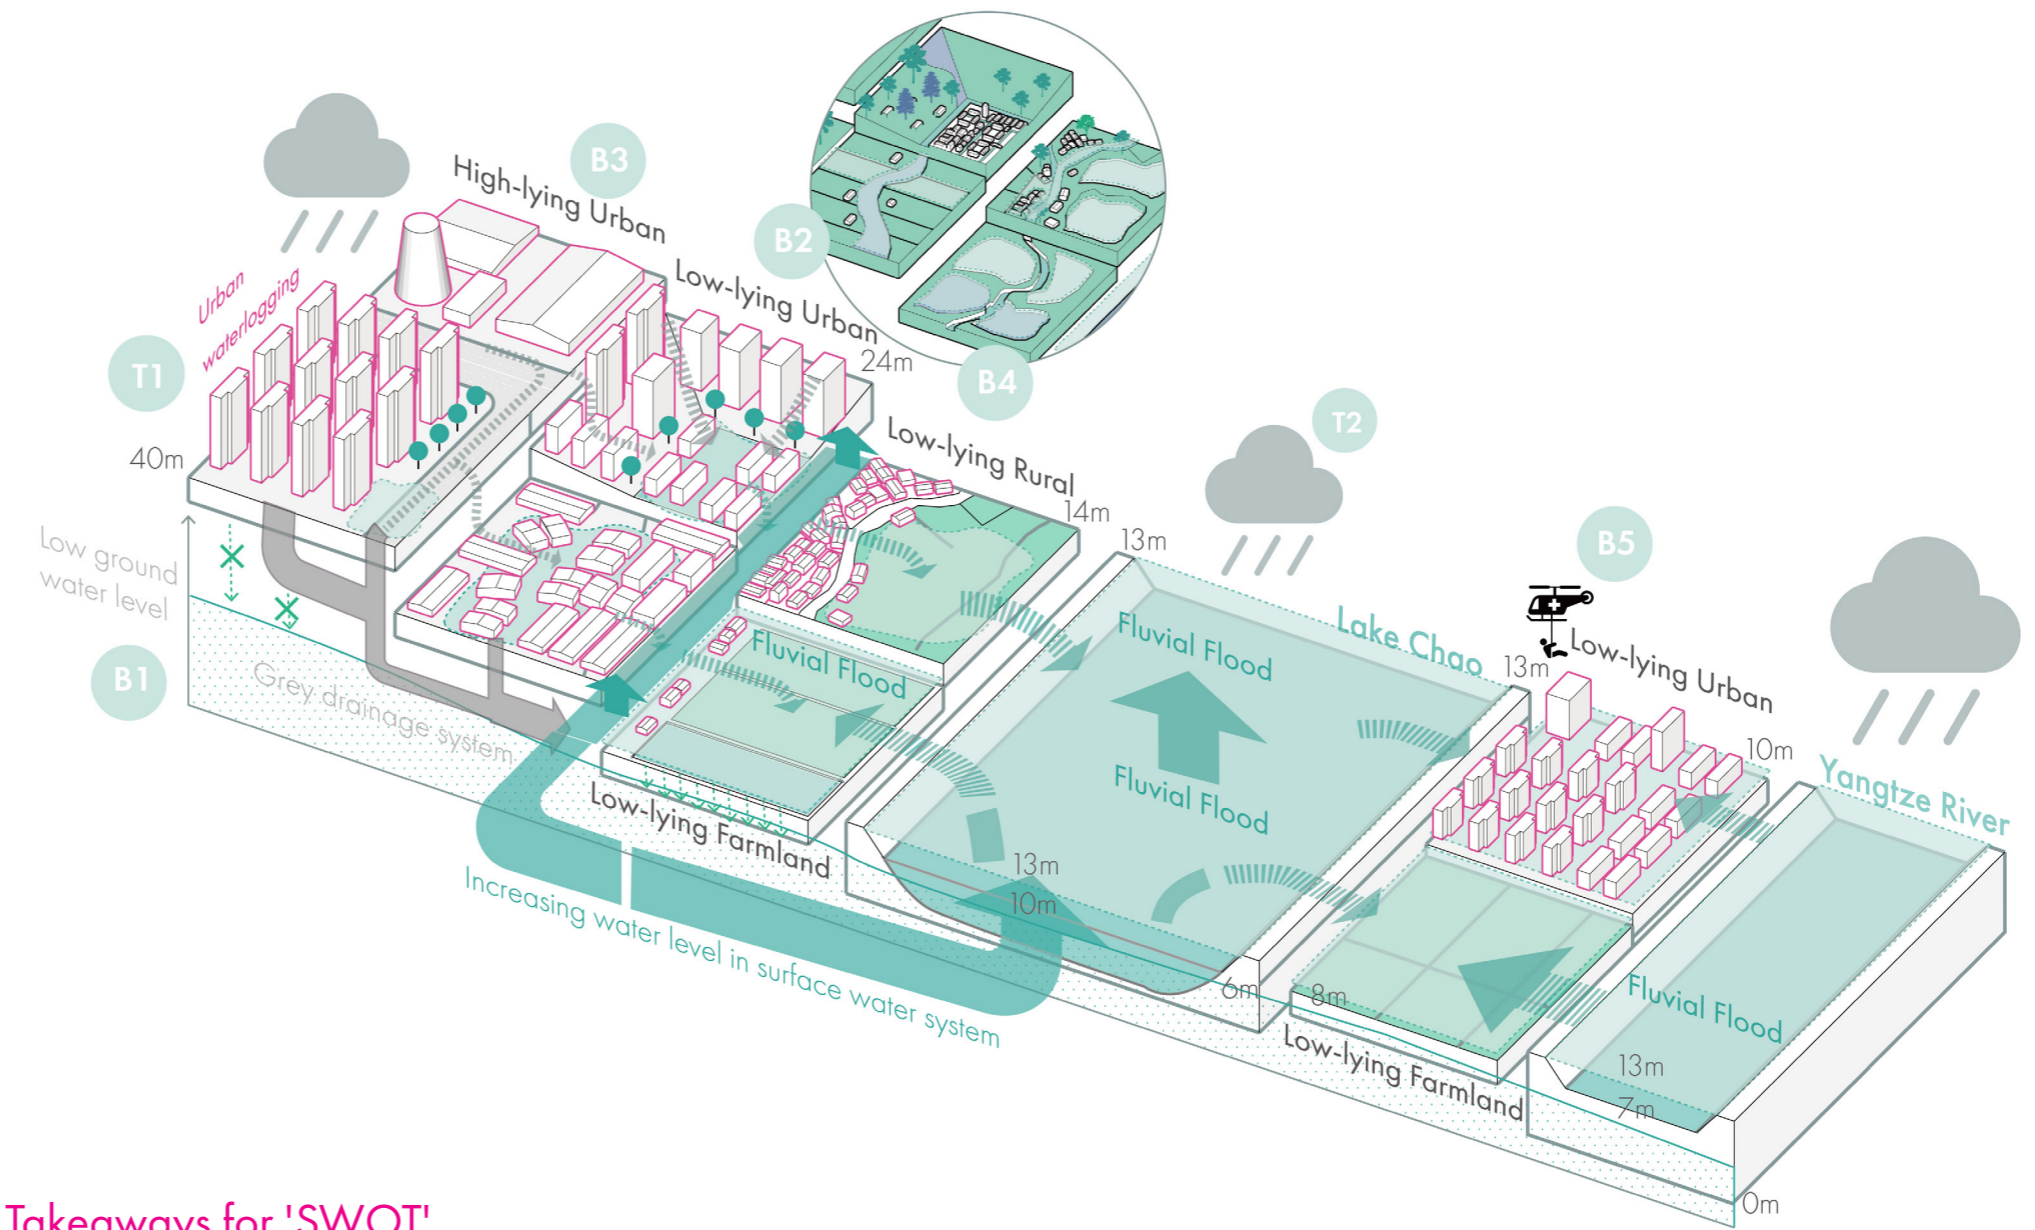 B3
High-lying Urban
B2
Low-lying Urban
24m
Urban
waterlogging
T1
B4
T2
40m
Low-lying Rural
14m
13m
B5
Low ground
water level
Fluvial Flood
Lake Chao
Low-lying Urban
13m
Fluvial Flood
B1
Grey drainage system
10m
Yangtze River
Fluvial Flood
Low-lying Farmland
13m
10m
Increasing water level in surface water system
6m
8m
Fluvial Flood
Low-lying Farmland
13m
7m
0m
Takeaways for 'SWOT'